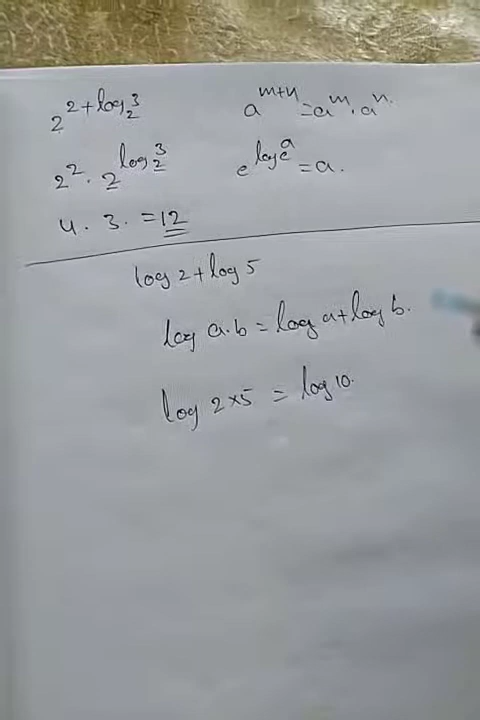 2^{2+log_2 3} a^{m+n} = a^m . a^n.
2^2 . 2^{log_2 3} e^{log_e a} = a.
4 . 3 . = 12
log 2 + log 5
log a.b = log a + log b.
log 2×5 = log 10.